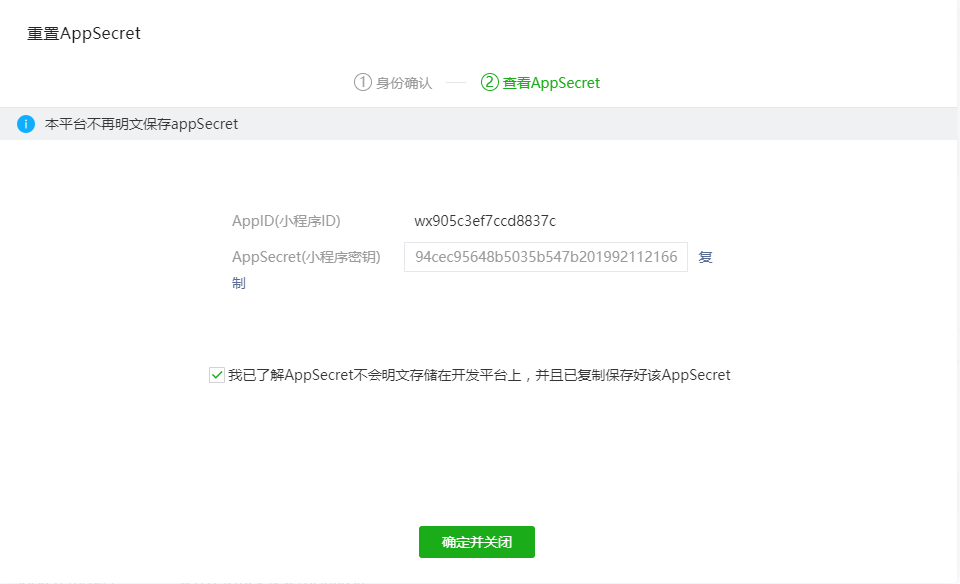 重置AppSecret
① 身份确认 ② 查看AppSecret
本平台不再明文保存appSecret
AppID(小程序ID) wx905c3ef7ccd8837c
AppSecret(小程序密钥) 94cec95648b5035b547b201992112166 复
制
我已了解AppSecret不会明文存储在开发平台上，并且已复制保存好该AppSecret
确定并关闭